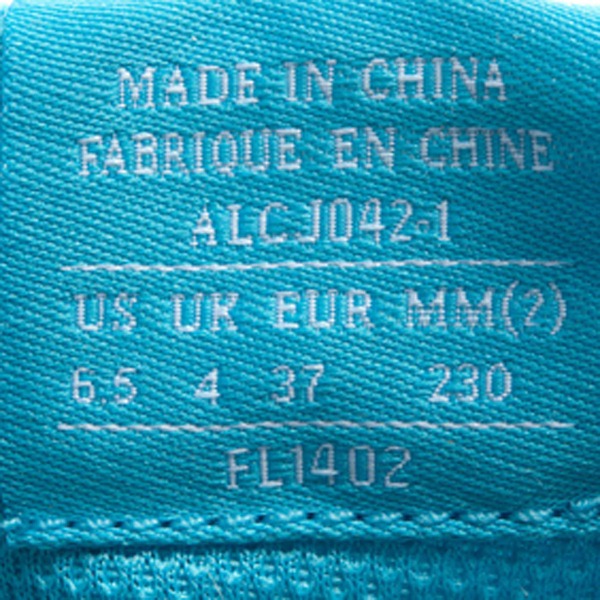 MADE IN CHINA
FABRIQUE EN CHINE
ALCJ042-1
US UK EUR MM(2)
6.5 4 37 230
FL1402